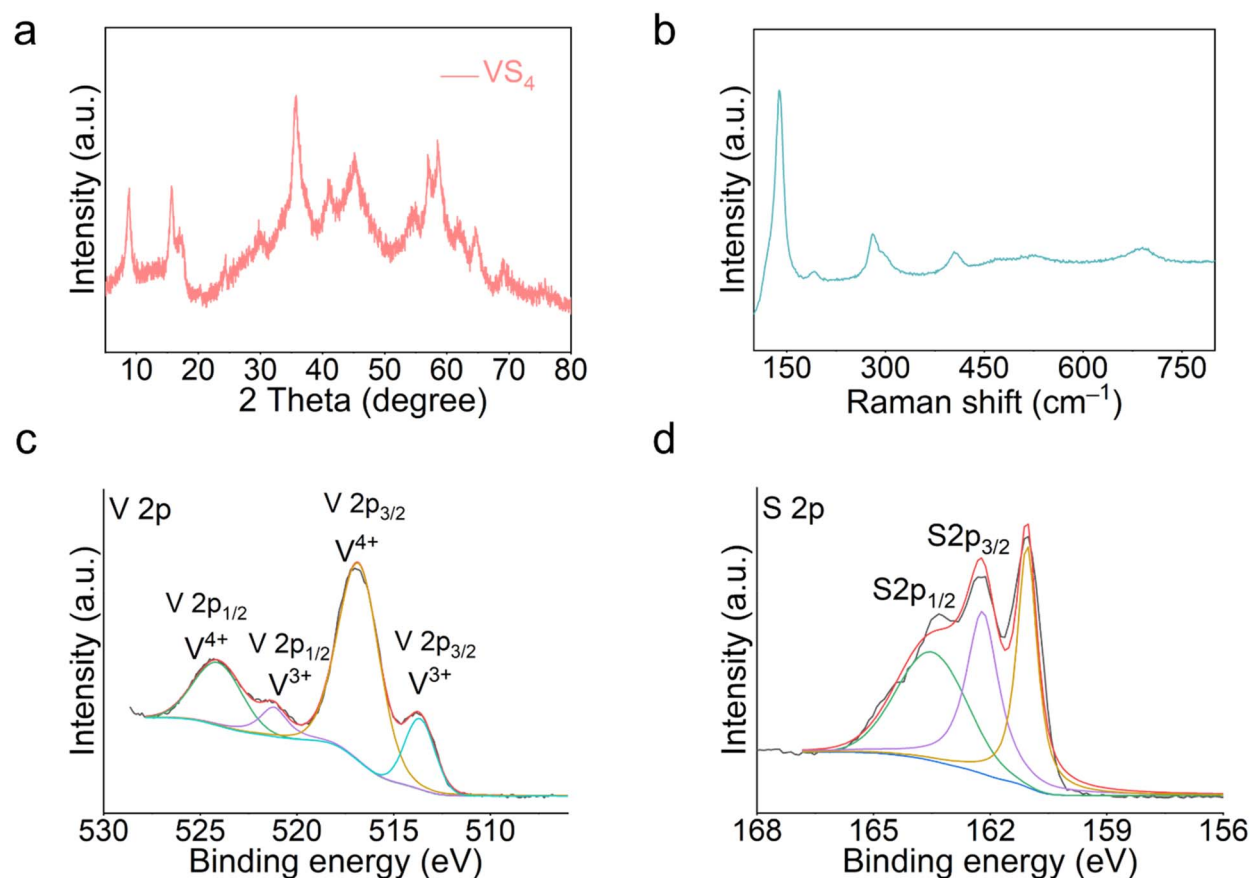 a
VS₄
Intensity (a.u.)
10 20 30 40 50 60 70 80
2 Theta (degree)
b
Intensity (a.u.)
150 300 450 600 750
Raman shift (cm⁻¹)
c
V 2p
V 2p₃/₂
V⁴⁺
V 2p₁/₂
V⁴⁺
V 2p₁/₂
V³⁺
V 2p₃/₂
V³⁺
Intensity (a.u.)
530 525 520 515 510
Binding energy (eV)
d
S 2p
S2p₃/₂
S2p₁/₂
Intensity (a.u.)
168 165 162 159 156
Binding energy (eV)